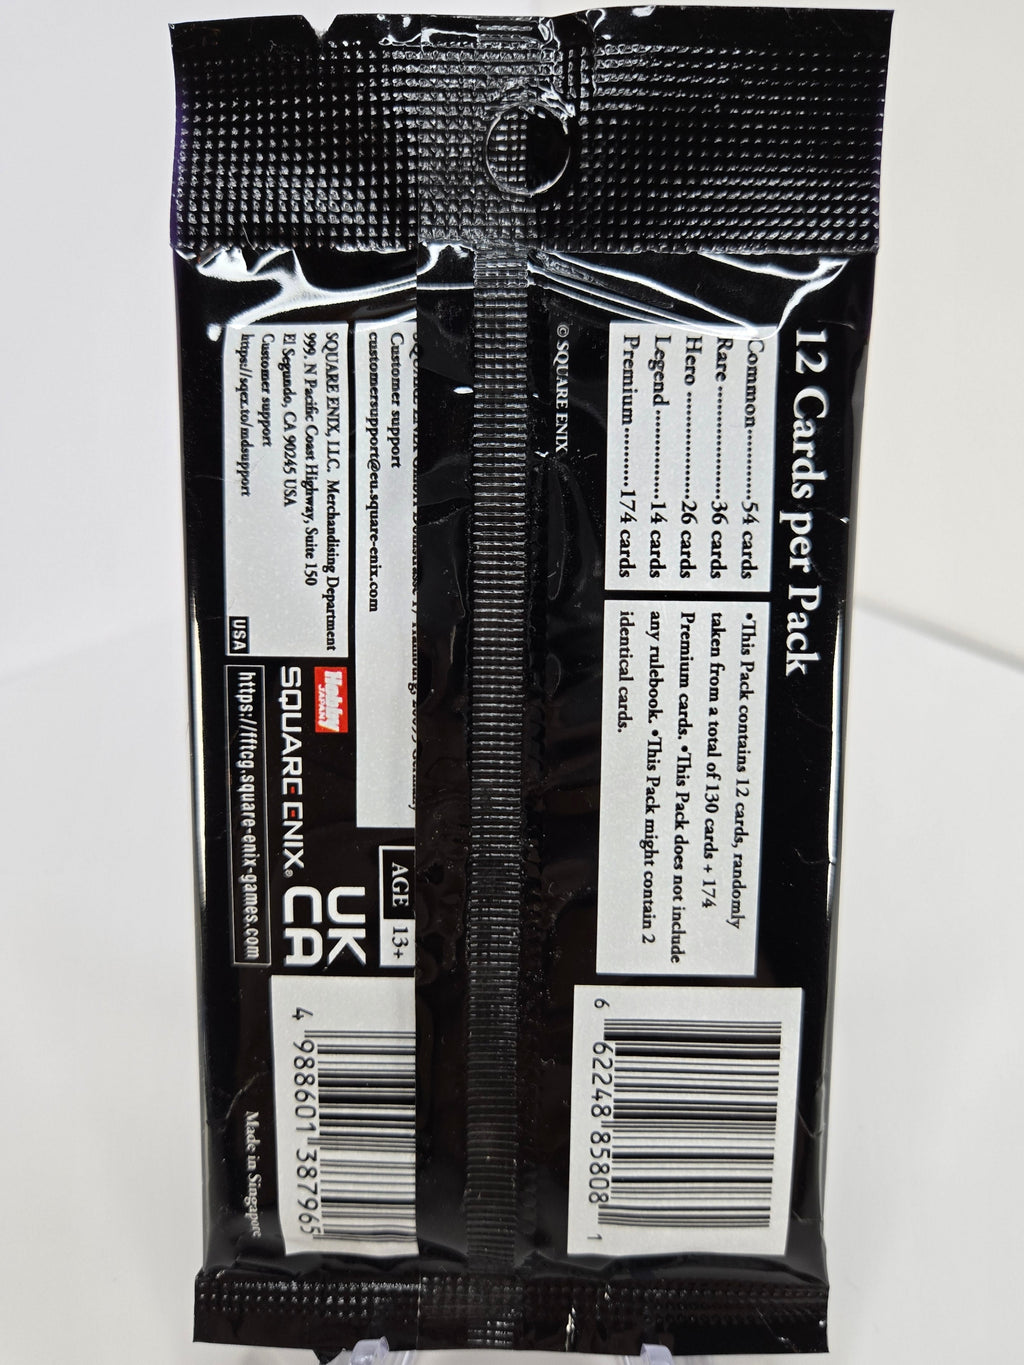 12 Cards per Pack
Common..........54 cards
Rare ................36 cards
Hero ...............26 cards
Legend.............14 cards
Premium.........174 cards
•This Pack contains 12 cards, randomly
taken from a total of 130 cards + 174
Premium cards. •This Pack does not include
any rulebook. •This Pack might contain 2
identical cards.
6 62248 85808 1
© SQUARE ENIX
Customer support
customersupport@eu.square-enix.com
AGE 13+
SQUARE ENIX, LLC. Merchandising Department
999. N Pacific Coast Highway, Suite 150
El Segundo, CA 90245 USA
Customer support
https://sqex.to/mdsupport
USA
Hobby
JAPAN
SQUARE ENIX®
https://fftcg.square-enix-games.com
UK
CA
4 988601 387965
Made in Singapore